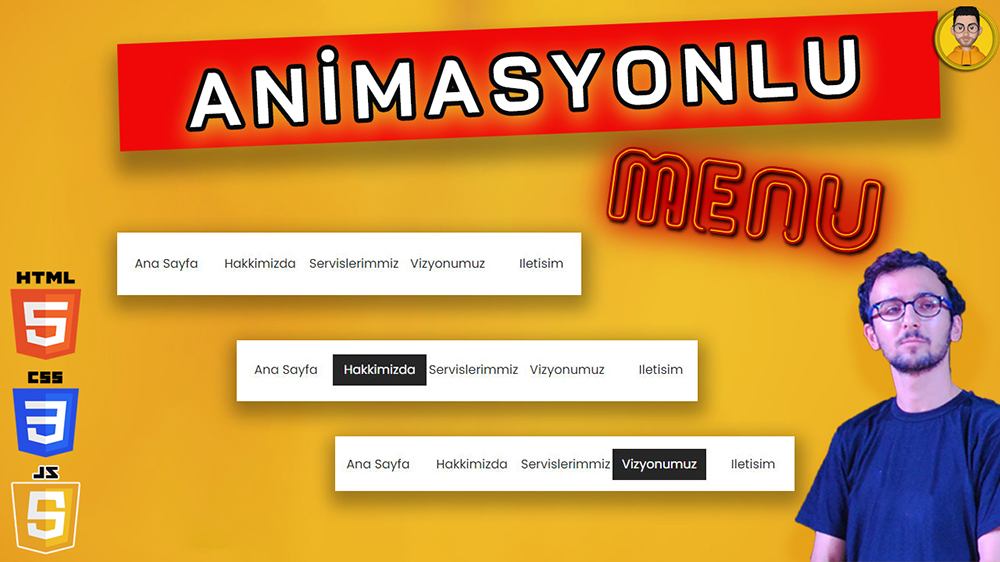 ANİMASYONLU
MENU
Ana Sayfa Hakkimizda Servislerimmiz Vizyonumuz Iletisim
HTML
5
Ana Sayfa Hakkimizda Servislerimmiz Vizyonumuz Iletisim
CSS
3
Ana Sayfa Hakkimizda Servislerimmiz Vizyonumuz Iletisim
JS
5